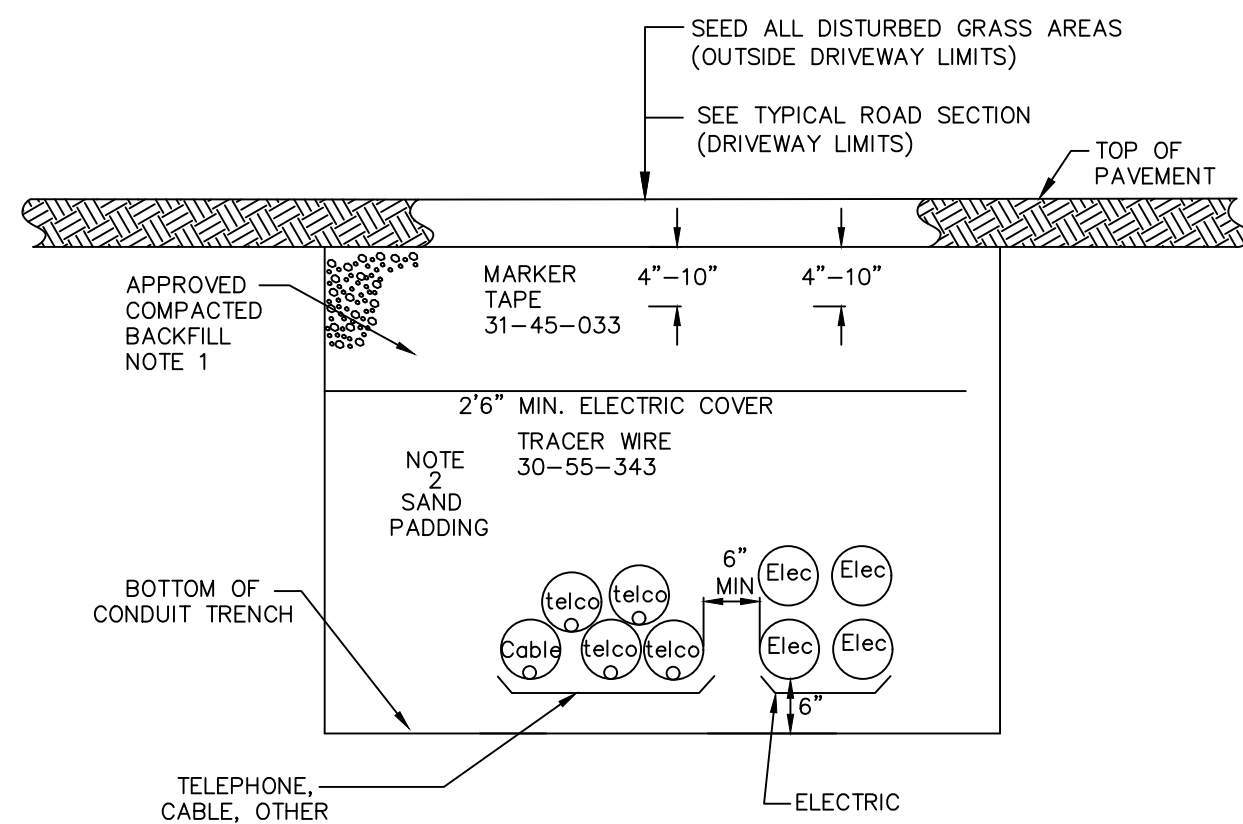 SEED ALL DISTURBED GRASS AREAS
(OUTSIDE DRIVEWAY LIMITS)
SEE TYPICAL ROAD SECTION
(DRIVEWAY LIMITS)
TOP OF
PAVEMENT
APPROVED
COMPACTED
BACKFILL
NOTE 1
MARKER
TAPE
31-45-033
4"-10"
4"-10"
2'6" MIN. ELECTRIC COVER
TRACER WIRE
30-55-343
NOTE
2
SAND
PADDING
6"
MIN
Elec
Elec
telco
telco
BOTTOM OF
CONDUIT TRENCH
Cable
telco
telco
Elec
Elec
6"
TELEPHONE,
CABLE, OTHER
ELECTRIC